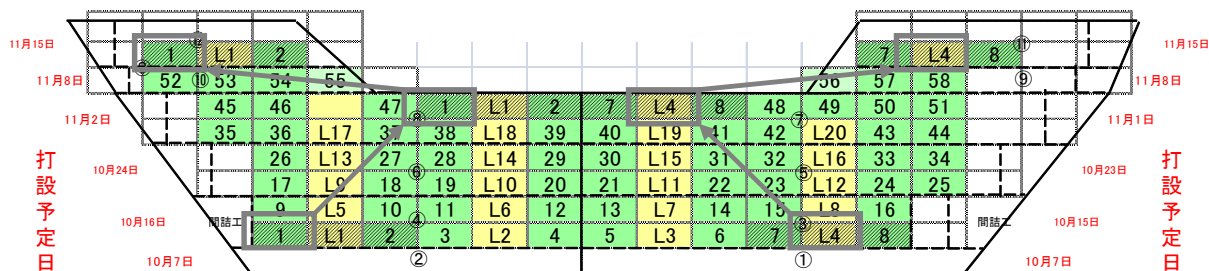 11月15日 1 L1 ⑫ 2 7 L4 8 ⑪ 11月15日
11月8日 52 ⑩ 53 54 55 56 57 58 ⑨ 11月8日
11月2日 45 46 47 1 ⑧ L1 2 7 L4 8 48 ⑦ 49 50 51 11月1日
35 36 L17 37 38 L18 39 40 L19 41 42 L20 43 44
打設予定日 10月24日 26 L13 27 28 L14 29 30 L15 31 32 L16 33 34 10月23日 打設予定日
17 L9 18 ⑥ 19 L10 20 21 L11 22 23 ⑤ L12 24 25
10月16日 間詰工 9 L5 10 11 L6 12 13 L7 14 15 L8 16 間詰工 10月15日
1 L1 2 ④ 3 L2 4 5 L3 6 7 ③ L4 8
10月7日 ② ① 10月7日